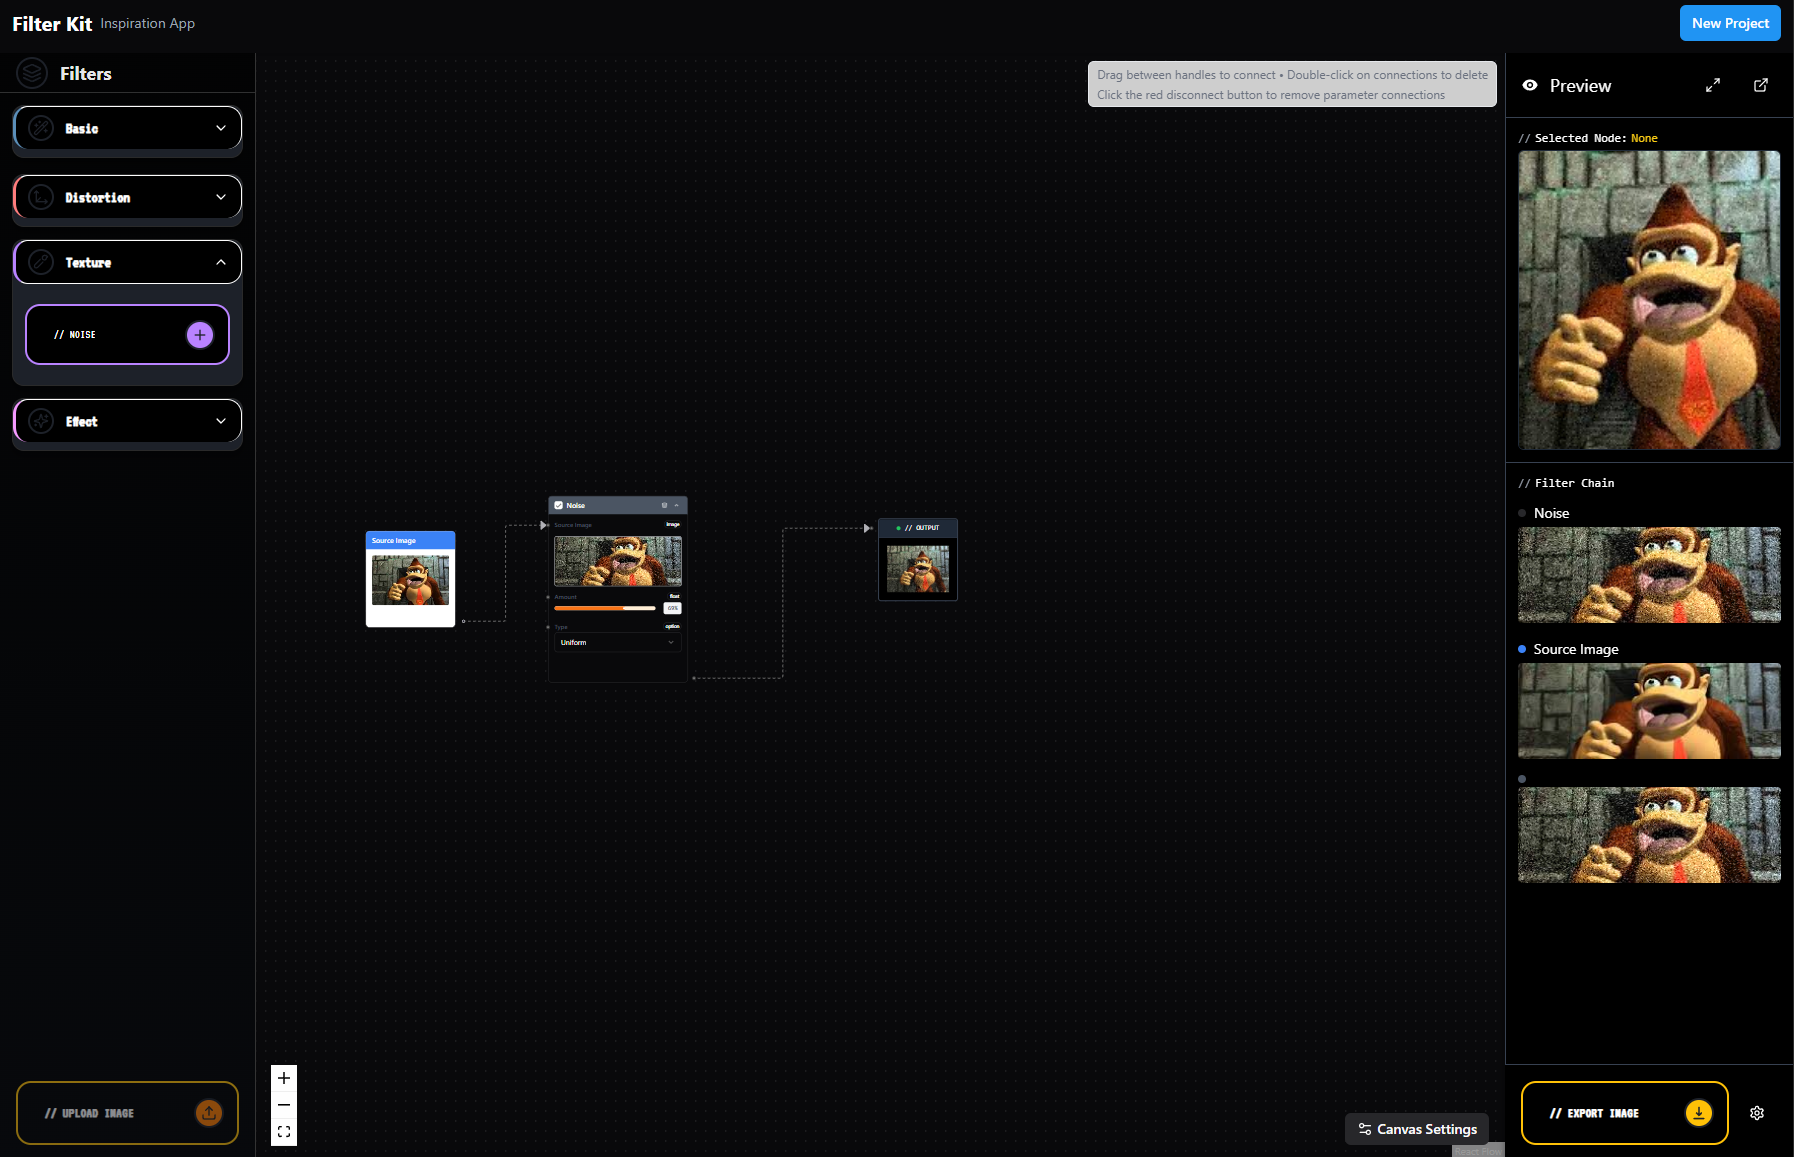 Filter Kit Inspiration App
New Project
Filters
Basic
Distortion
Texture
// NOISE
Effect
// UPLOAD IMAGE
Drag between handles to connect • Double-click on connections to delete
Click the red disconnect button to remove parameter connections
Source Image
Noise
Source Image image
Amount float
69%
Type option
Uniform
// OUTPUT
Canvas Settings
React Flow
Preview
// Selected Node: None
// Filter Chain
Noise
Source Image
// EXPORT IMAGE